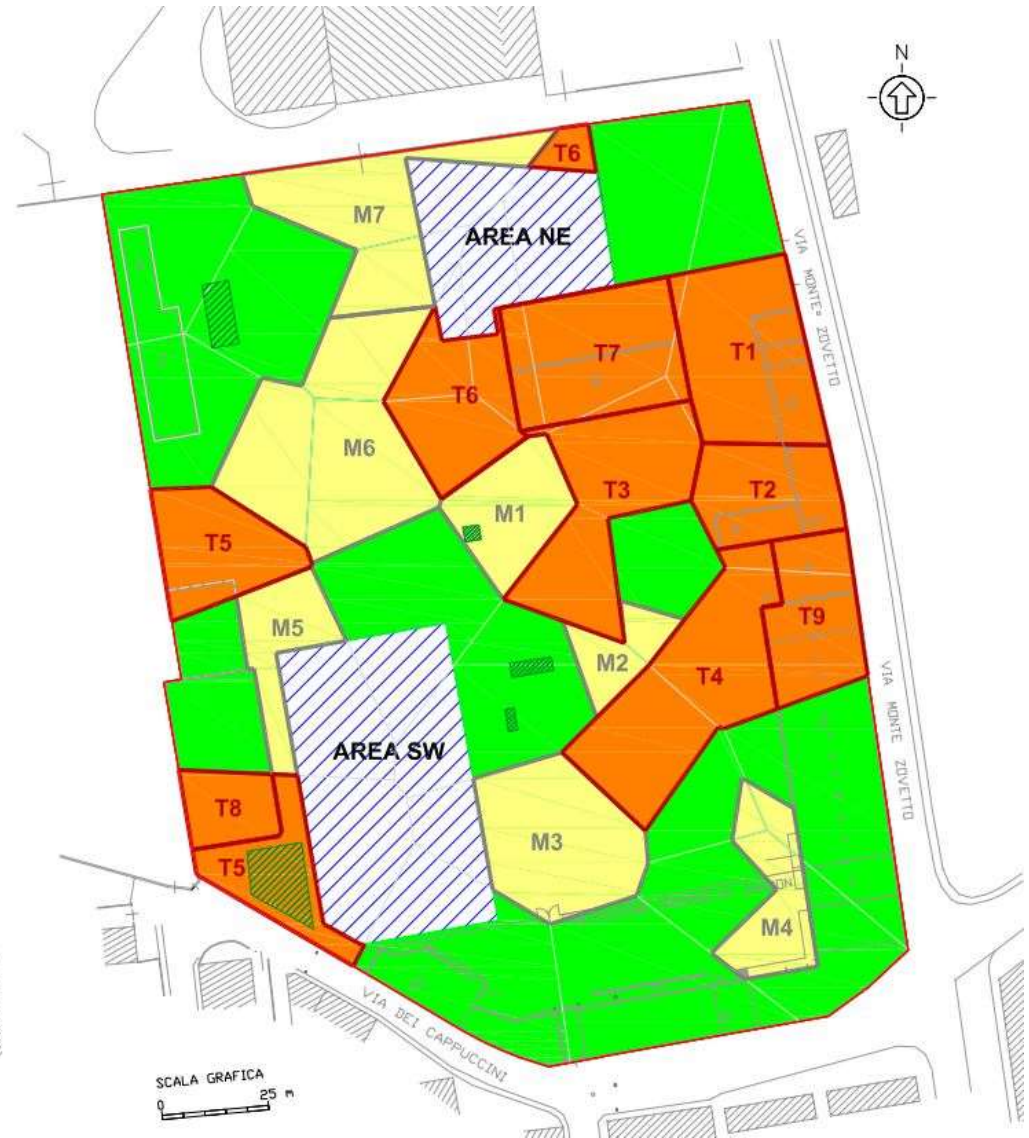 N
T6
M7
AREA NE
VIA MONTE ZOVETTO
T7
T1
T6
M6
T3
T2
M1
T5
M5
T9
M2
T4
VIA MONTE ZOVETTO
AREA SW
T8
M3
T5
M4
VIA DEI CAPPUCCINI
SCALA GRAFICA
0 25 m